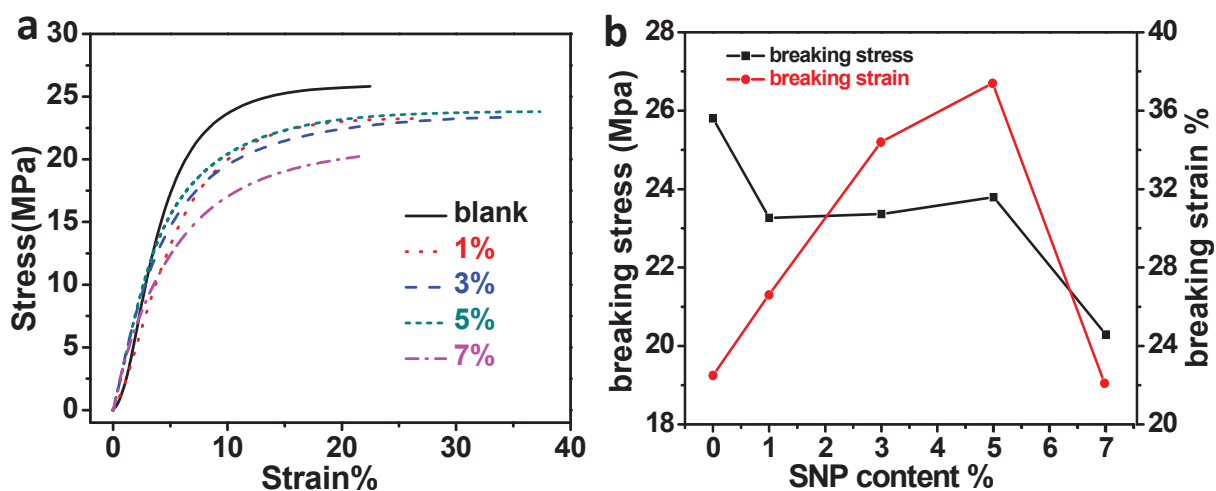 a
Stress(MPa)
30
25
20
15
10
5
0
blank
1%
3%
5%
7%
0 10 20 30 40
Strain%
b
breaking stress (Mpa)
28
26
24
22
20
18
breaking stress
breaking strain
40
36
32
28
24
20
breaking strain %
0 1 2 3 4 5 6 7
SNP content %